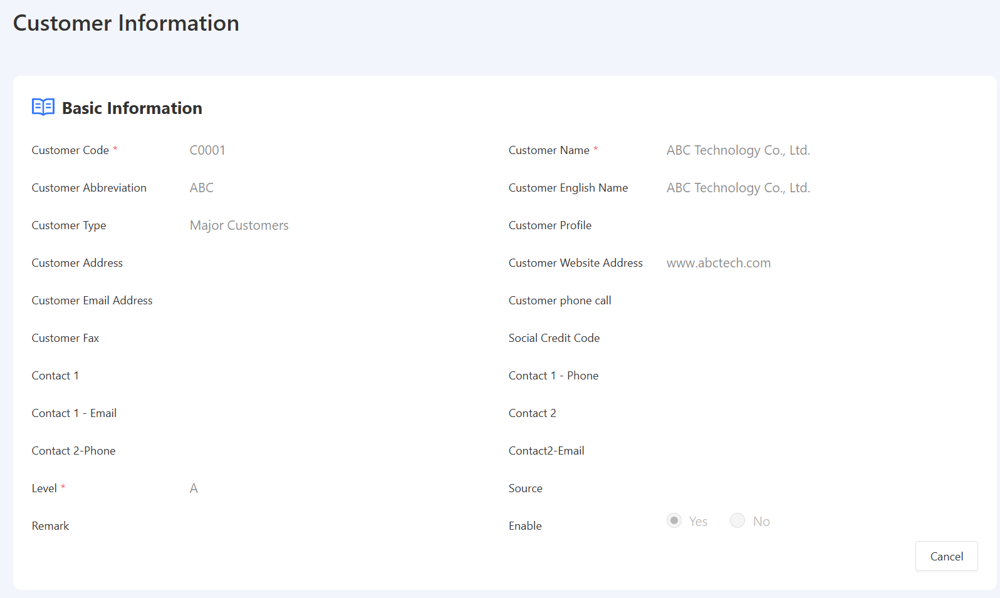 Customer Information
Basic Information
Customer Code * C0001 Customer Name * ABC Technology Co., Ltd.
Customer Abbreviation ABC Customer English Name ABC Technology Co., Ltd.
Customer Type Major Customers Customer Profile
Customer Address Customer Website Address www.abctech.com
Customer Email Address Customer phone call
Customer Fax Social Credit Code
Contact 1 Contact 1 - Phone
Contact 1 - Email Contact 2
Contact 2-Phone Contact2-Email
Level * A Source
Remark Enable Yes No
Cancel